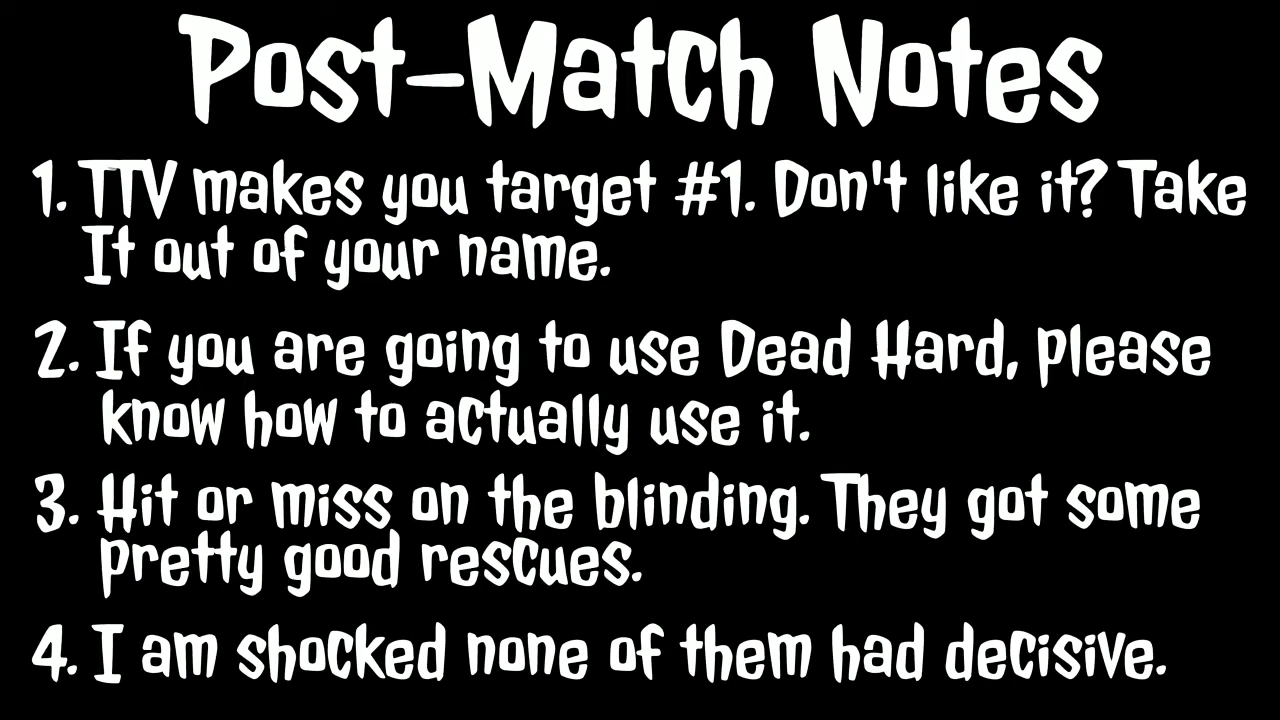 Post-Match Notes
1. TTV makes you target #1. Don't like it? Take
It out of your name.
2. If you are going to use Dead Hard, please
know how to actually use it.
3. Hit or miss on the blinding. They got some
pretty good rescues.
4. I am shocked none of them had decisive.